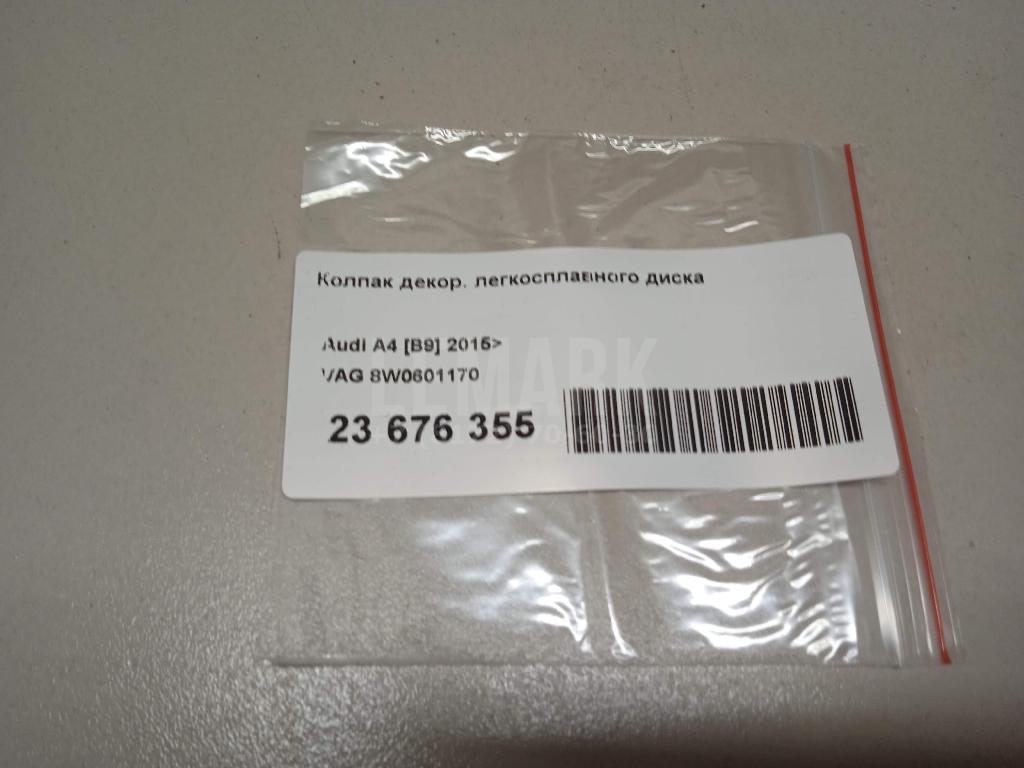 Колпак декор. легкосплавного диска
Audi A4 [B9] 2015>
VAG 8W0601170
23 676 355